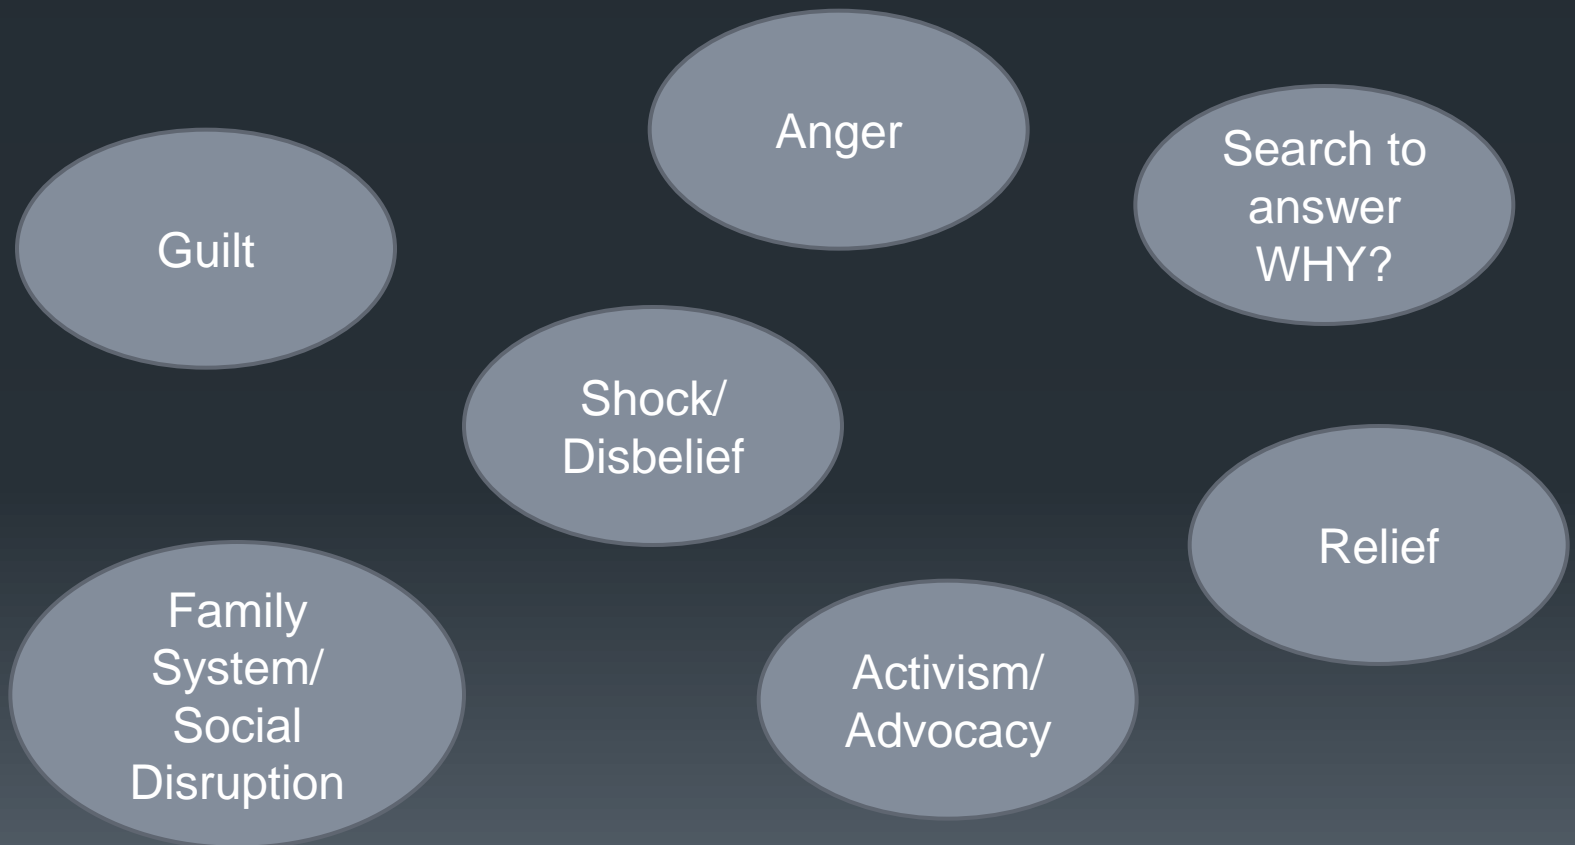 Anger
Search to
answer
WHY?
Guilt
Shock/
Disbelief
Relief
Family
System/
Social
Disruption
Activism/
Advocacy